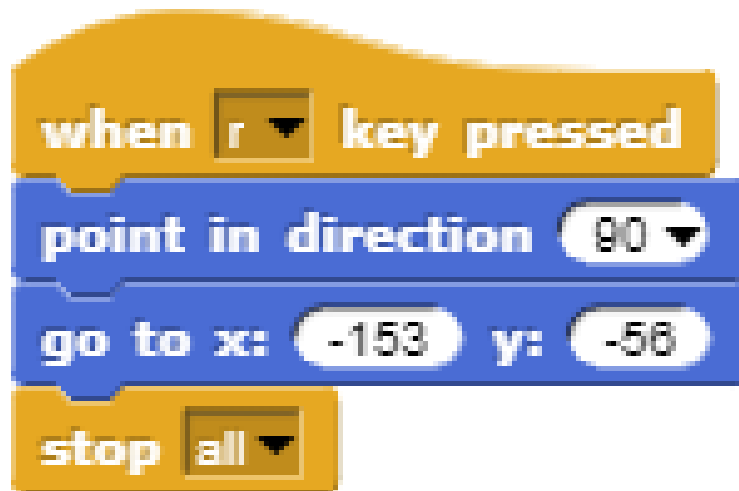 when r key pressed
point in direction 90
go to x: -153 y: -56
stop all